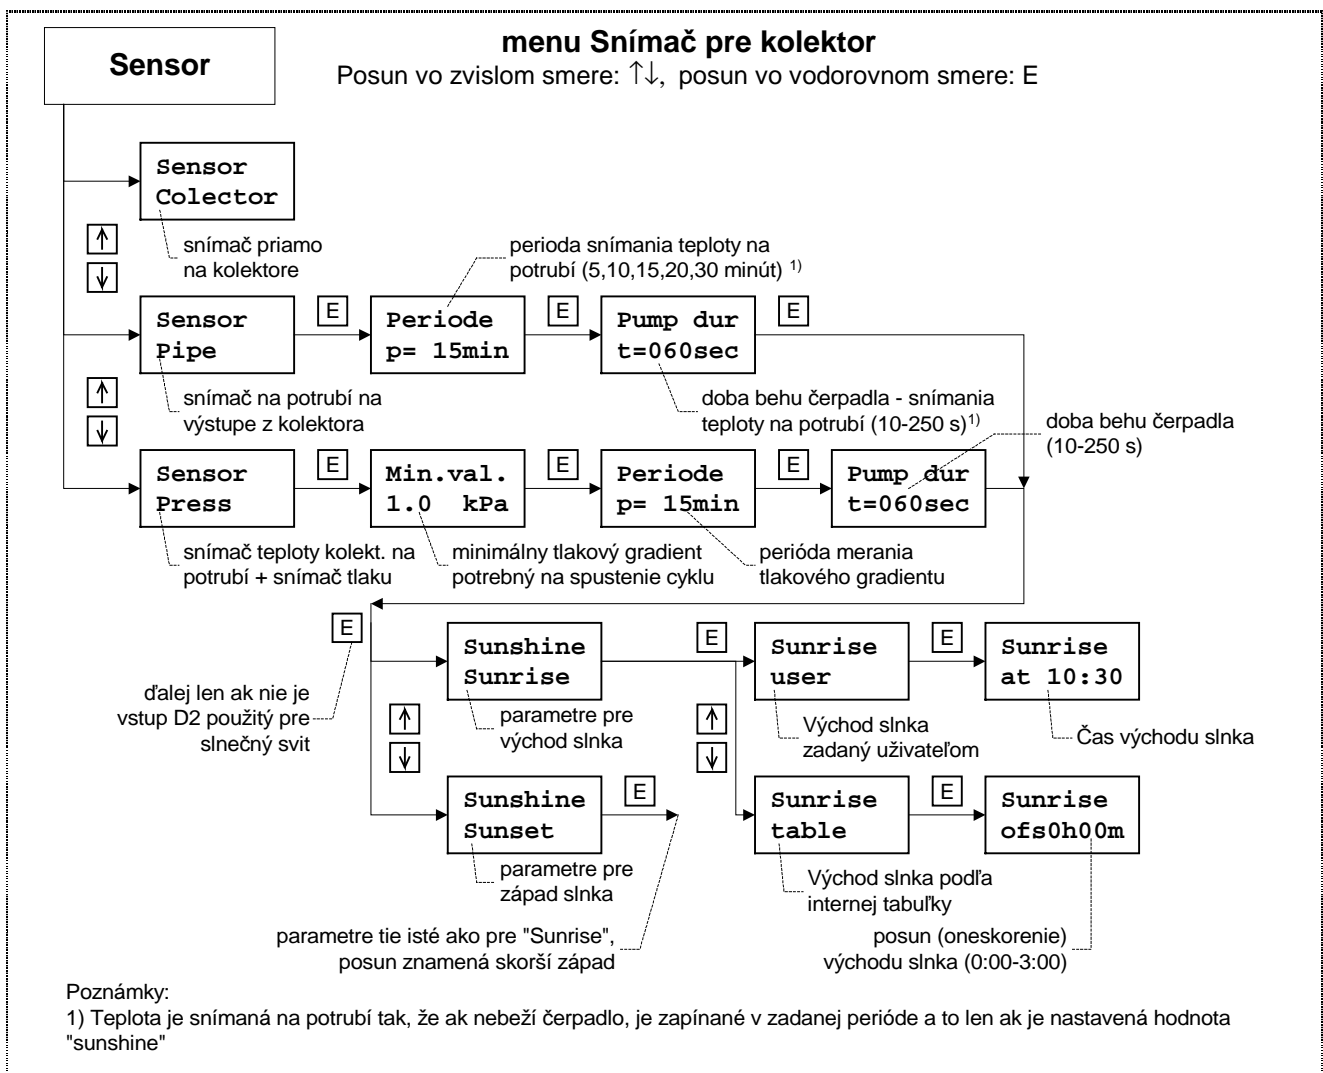 Sensor
menu Snímač pre kolektor
Posun vo zvislom smere: ↑↓, posun vo vodorovnom smere: E
Sensor
Colector
↑
↓
snímač priamo
na kolektore
perioda snímania teploty na
potrubí (5,10,15,20,30 minút) 1)
Sensor
Pipe
E
Periode
p= 15min
E
Pump dur
t=060sec
E
↑
↓
snímač na potrubí na
výstupe z kolektora
doba behu čerpadla - snímania
teploty na potrubí (10-250 s)1)
doba behu čerpadla
(10-250 s)
Sensor
Press
E
Min.val.
1.0 kPa
E
Periode
p= 15min
E
Pump dur
t=060sec
snímač teploty kolekt. na
potrubí + snímač tlaku
minimálny tlakový gradient
potrebný na spustenie cyklu
perióda merania
tlakového gradientu
E
Sunshine
Sunrise
E
Sunrise
user
E
Sunrise
at 10:30
ďalej len ak nie je
vstup D2 použitý pre
slnečný svit
↑
↓
parametre pre
východ slnka
↑
↓
Východ slnka
zadaný uživateľom
Čas východu slnka
Sunshine
Sunset
E
Sunrise
table
E
Sunrise
ofs0h00m
parametre pre
západ slnka
Východ slnka podľa
internej tabuľky
parametre tie isté ako pre "Sunrise",
posun znamená skorší západ
posun (oneskorenie)
východu slnka (0:00-3:00)
Poznámky:
1) Teplota je snímaná na potrubí tak, že ak nebeží čerpadlo, je zapínané v zadanej perióde a to len ak je nastavená hodnota
"sunshine"